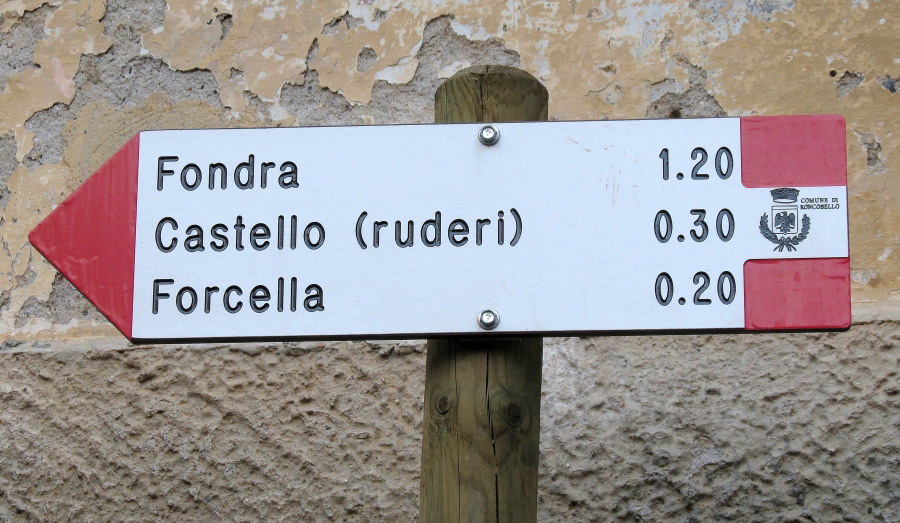 Fondra 1.20
Castello (ruderi) 0.30
COMUNE DI
RONCOBELLO
Forcella 0.20